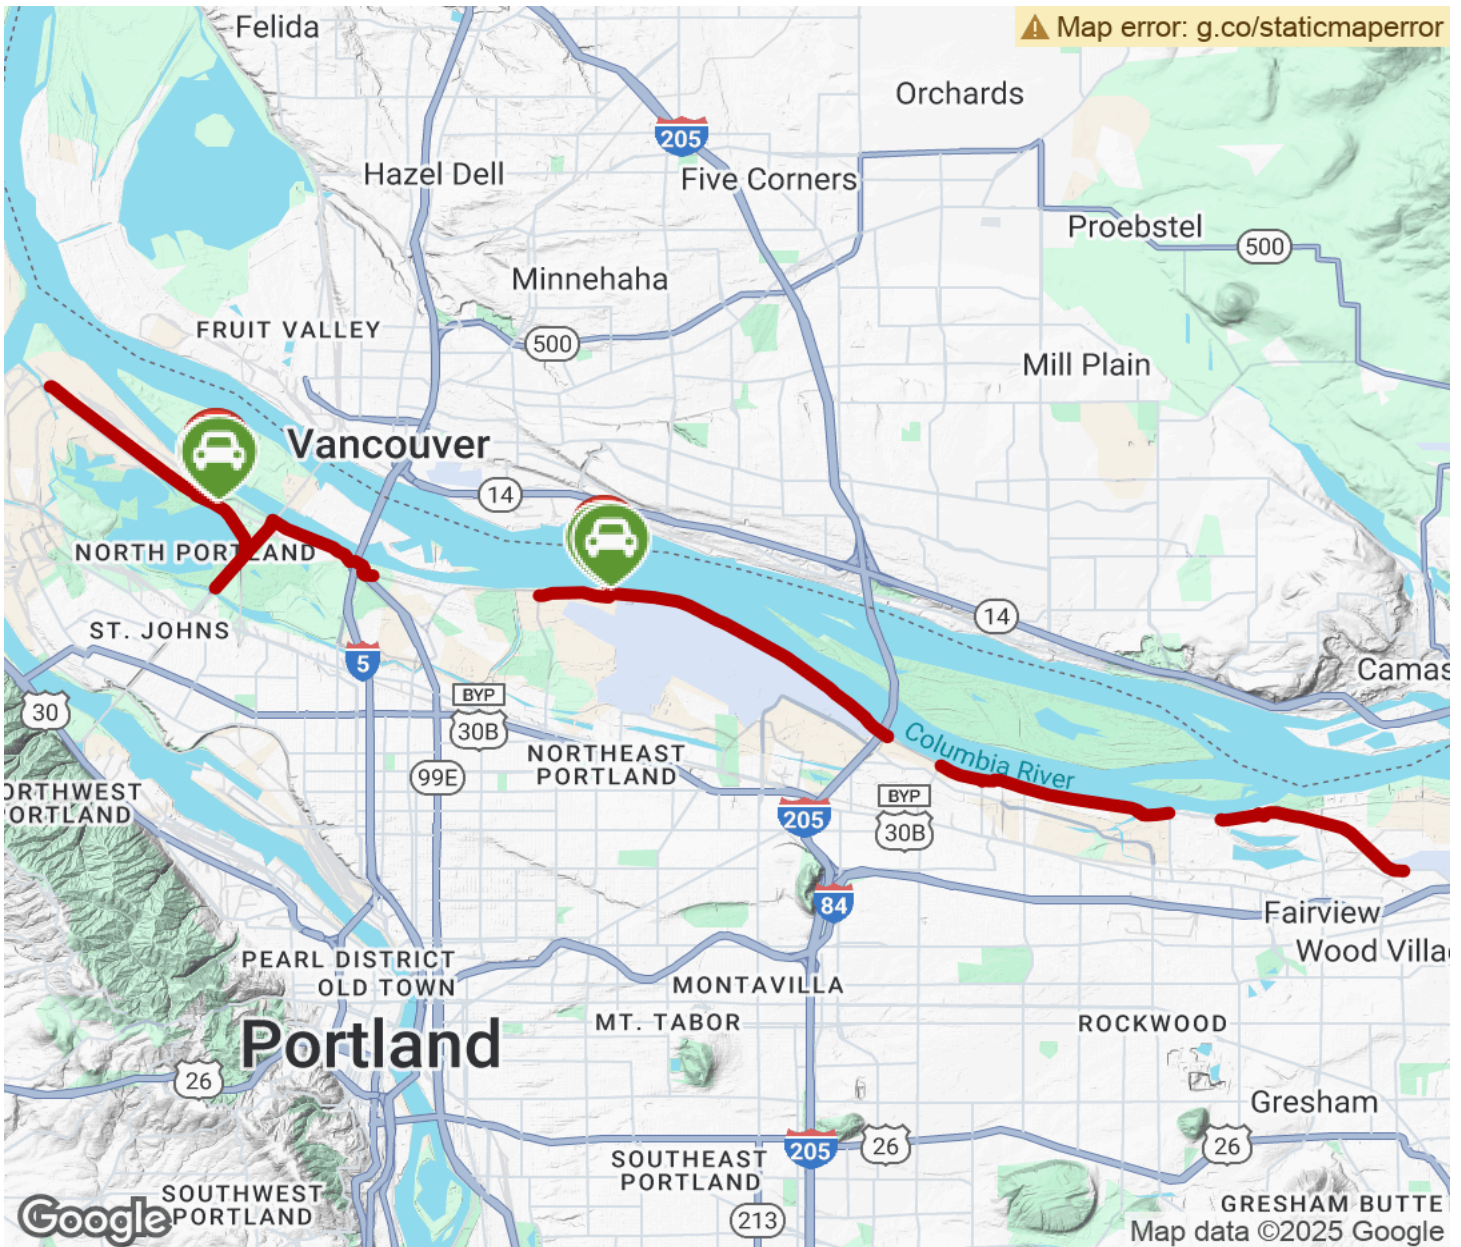 Felida
Map error: g.co/staticmaperror
Orchards
205
Hazel Dell
Five Corners
Proebstel
500
Minnehaha
FRUIT VALLEY
500
Mill Plain
Vancouver
14
NORTH PORTLAND
ST. JOHNS
14
5
Camas
30
BYP
30B
NORTHEAST
PORTLAND
Columbia River
99E
ORTHWEST
ORTLAND
BYP
30B
205
84
Fairview
Wood Villa
PEARL DISTRICT
OLD TOWN
MONTAVILLA
MT. TABOR
ROCKWOOD
Portland
26
Gresham
205
26
26
SOUTHEAST
PORTLAND
SOUTHWEST
PORTLAND
GRESHAM BUTTE
213
Google
Map data ©2025 Google